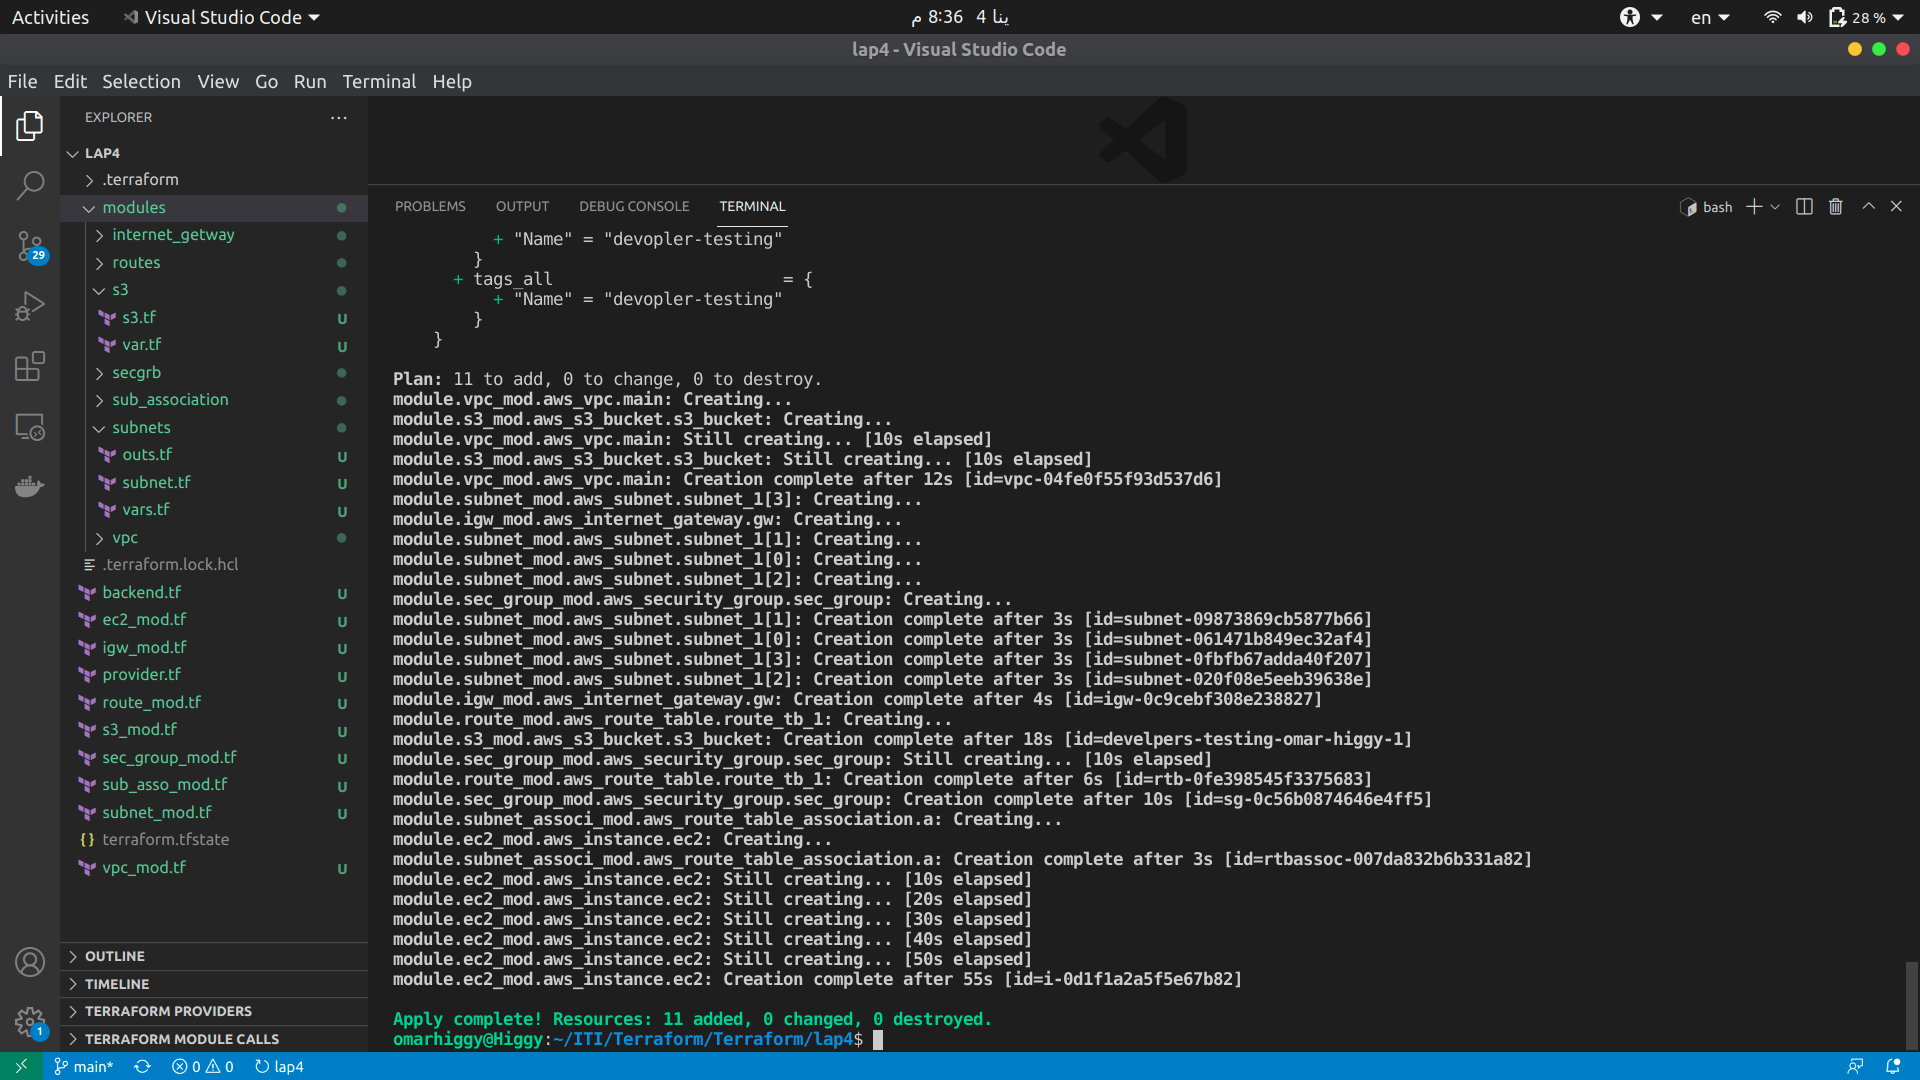 Activities
Visual Studio Code
8:36 م
ينا 4
en
28 %
lap4 - Visual Studio Code
File Edit Selection View Go Run Terminal Help
EXPLORER
LAP4
.terraform
modules
internet_getway
routes
s3
s3.tf U
var.tf U
secgrb
sub_association
subnets
outs.tf U
subnet.tf U
vars.tf U
vpc
.terraform.lock.hcl
backend.tf U
ec2_mod.tf U
igw_mod.tf U
provider.tf U
route_mod.tf U
s3_mod.tf U
sec_group_mod.tf U
sub_asso_mod.tf U
subnet_mod.tf U
{} terraform.tfstate
vpc_mod.tf U
OUTLINE
TIMELINE
TERRAFORM PROVIDERS
TERRAFORM MODULE CALLS
29
1
PROBLEMS OUTPUT DEBUG CONSOLE TERMINAL
bash
+ "Name" = "devopler-testing"
}
+ tags_all = {
+ "Name" = "devopler-testing"
}
}
Plan: 11 to add, 0 to change, 0 to destroy.
module.vpc_mod.aws_vpc.main: Creating...
module.s3_mod.aws_s3_bucket.s3_bucket: Creating...
module.vpc_mod.aws_vpc.main: Still creating... [10s elapsed]
module.s3_mod.aws_s3_bucket.s3_bucket: Still creating... [10s elapsed]
module.vpc_mod.aws_vpc.main: Creation complete after 12s [id=vpc-04fe0f55f93d537d6]
module.subnet_mod.aws_subnet.subnet_1[3]: Creating...
module.igw_mod.aws_internet_gateway.gw: Creating...
module.subnet_mod.aws_subnet.subnet_1[1]: Creating...
module.subnet_mod.aws_subnet.subnet_1[0]: Creating...
module.subnet_mod.aws_subnet.subnet_1[2]: Creating...
module.sec_group_mod.aws_security_group.sec_group: Creating...
module.subnet_mod.aws_subnet.subnet_1[1]: Creation complete after 3s [id=subnet-09873869cb5877b66]
module.subnet_mod.aws_subnet.subnet_1[0]: Creation complete after 3s [id=subnet-061471b849ec32af4]
module.subnet_mod.aws_subnet.subnet_1[3]: Creation complete after 3s [id=subnet-0fbfb67adda40f207]
module.subnet_mod.aws_subnet.subnet_1[2]: Creation complete after 3s [id=subnet-020f08e5eeb39638e]
module.igw_mod.aws_internet_gateway.gw: Creation complete after 4s [id=igw-0c9cebf308e238827]
module.route_mod.aws_route_table.route_tb_1: Creating...
module.s3_mod.aws_s3_bucket.s3_bucket: Creation complete after 18s [id=develpers-testing-omar-higgy-1]
module.sec_group_mod.aws_security_group.sec_group: Still creating... [10s elapsed]
module.route_mod.aws_route_table.route_tb_1: Creation complete after 6s [id=rtb-0fe398545f3375683]
module.sec_group_mod.aws_security_group.sec_group: Creation complete after 10s [id=sg-0c56b0874646e4ff5]
module.subnet_associ_mod.aws_route_table_association.a: Creating...
module.ec2_mod.aws_instance.ec2: Creating...
module.subnet_associ_mod.aws_route_table_association.a: Creation complete after 3s [id=rtbassoc-007da832b6b331a82]
module.ec2_mod.aws_instance.ec2: Still creating... [10s elapsed]
module.ec2_mod.aws_instance.ec2: Still creating... [20s elapsed]
module.ec2_mod.aws_instance.ec2: Still creating... [30s elapsed]
module.ec2_mod.aws_instance.ec2: Still creating... [40s elapsed]
module.ec2_mod.aws_instance.ec2: Still creating... [50s elapsed]
module.ec2_mod.aws_instance.ec2: Creation complete after 55s [id=i-0d1f1a2a5f5e67b82]
Apply complete! Resources: 11 added, 0 changed, 0 destroyed.
omarhiggy@Higgy:~/ITI/Terraform/Terraform/lap4$
main* 0 0 lap4